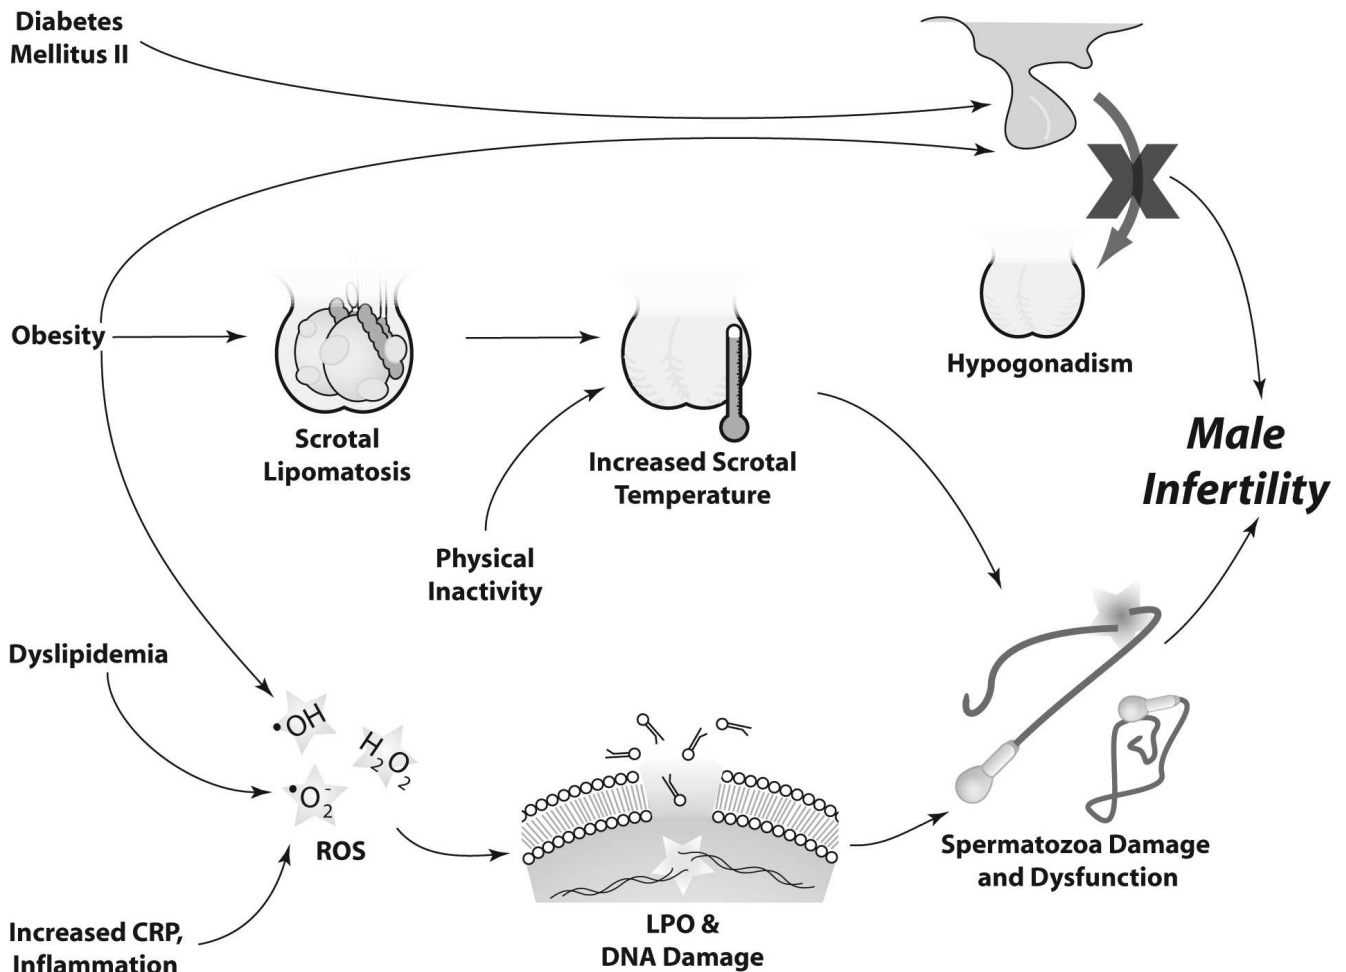 Diabetes
Mellitus II
Obesity
Scrotal
Lipomatosis
Increased Scrotal
Temperature
Hypogonadism
Male
Infertility
Physical
Inactivity
Dyslipidemia
•OH
H2O2
•O2-
ROS
Increased CRP,
Inflammation
LPO &
DNA Damage
Spermatozoa Damage
and Dysfunction